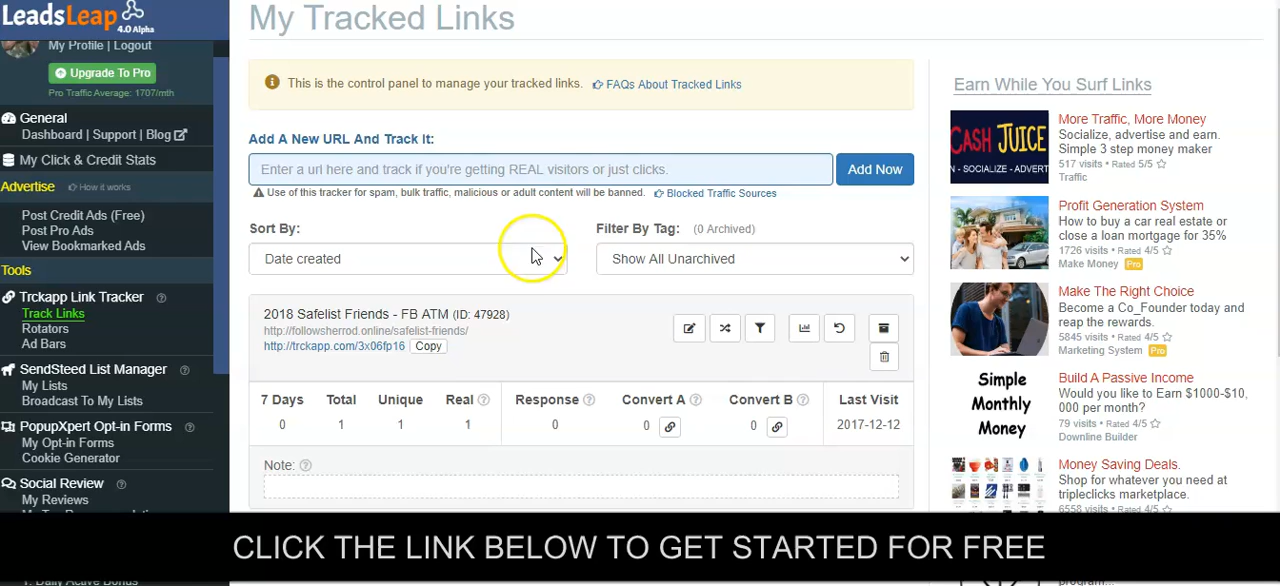 LeadsLeap
4.0 Alpha
My Profile | Logout
Upgrade To Pro
Pro Traffic Average: 1707/mth
General
Dashboard | Support | Blog
My Click & Credit Stats
Advertise How it works
Post Credit Ads (Free)
Post Pro Ads
View Bookmarked Ads
Tools
Trckapp Link Tracker
Track Links
Rotators
Ad Bars
SendSteed List Manager
My Lists
Broadcast To My Lists
PopupXpert Opt-in Forms
My Opt-in Forms
Cookie Generator
Social Review
My Reviews
My Tracked Links
This is the control panel to manage your tracked links. FAQs About Tracked Links
Add A New URL And Track It:
Enter a url here and track if you're getting REAL visitors or just clicks.
Add Now
Use of this tracker for spam, bulk traffic, malicious or adult content will be banned. Blocked Traffic Sources
Sort By:
Date created
Filter By Tag: (0 Archived)
Show All Unarchived
2018 Safelist Friends - FB ATM (ID: 47928)
http://followsherrod.online/safelist-friends/
http://trckapp.com/3x06fp16 Copy
7 Days Total Unique Real Response Convert A Convert B Last Visit
0 1 1 1 0 0 0 2017-12-12
Note:
Earn While You Surf Links
CASH JUICE
N - SOCIALIZE - ADVERT
More Traffic, More Money
Socialize, advertise and earn.
Simple 3 step money maker
517 visits • Rated 5/5
Traffic
Profit Generation System
How to buy a car real estate or
close a loan mortgage for 35%
1726 visits • Rated 4/5
Make Money Pro
Make The Right Choice
Become a Co_Founder today and
reap the rewards.
5845 visits • Rated 4/5
Marketing System Pro
Simple
Monthly
Money
Build A Passive Income
Would you like to Earn $1000-$10,
000 per month?
79 visits • Rated 4/5
Downline Builder
Money Saving Deals.
Shop for whatever you need at
tripleclicks marketplace.
6558 visits • Rated 4/5
CLICK THE LINK BELOW TO GET STARTED FOR FREE
1. Daily Active Bonus